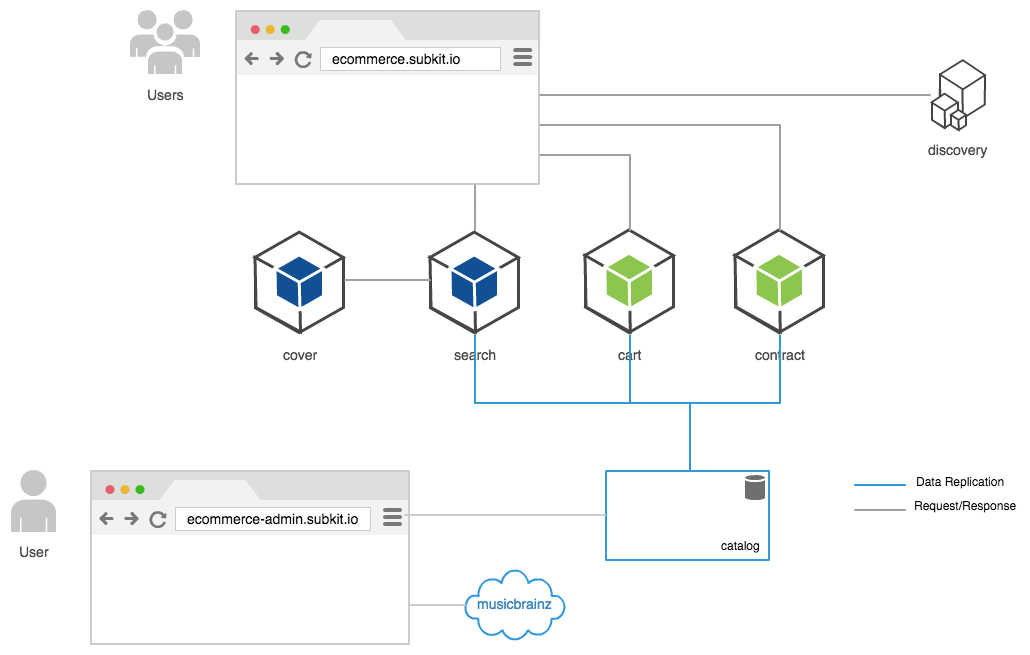 ecommerce.subkit.io
Users
discovery
cover
search
cart
contract
Data Replication
Request/Response
ecommerce-admin.subkit.io
catalog
User
musicbrainz